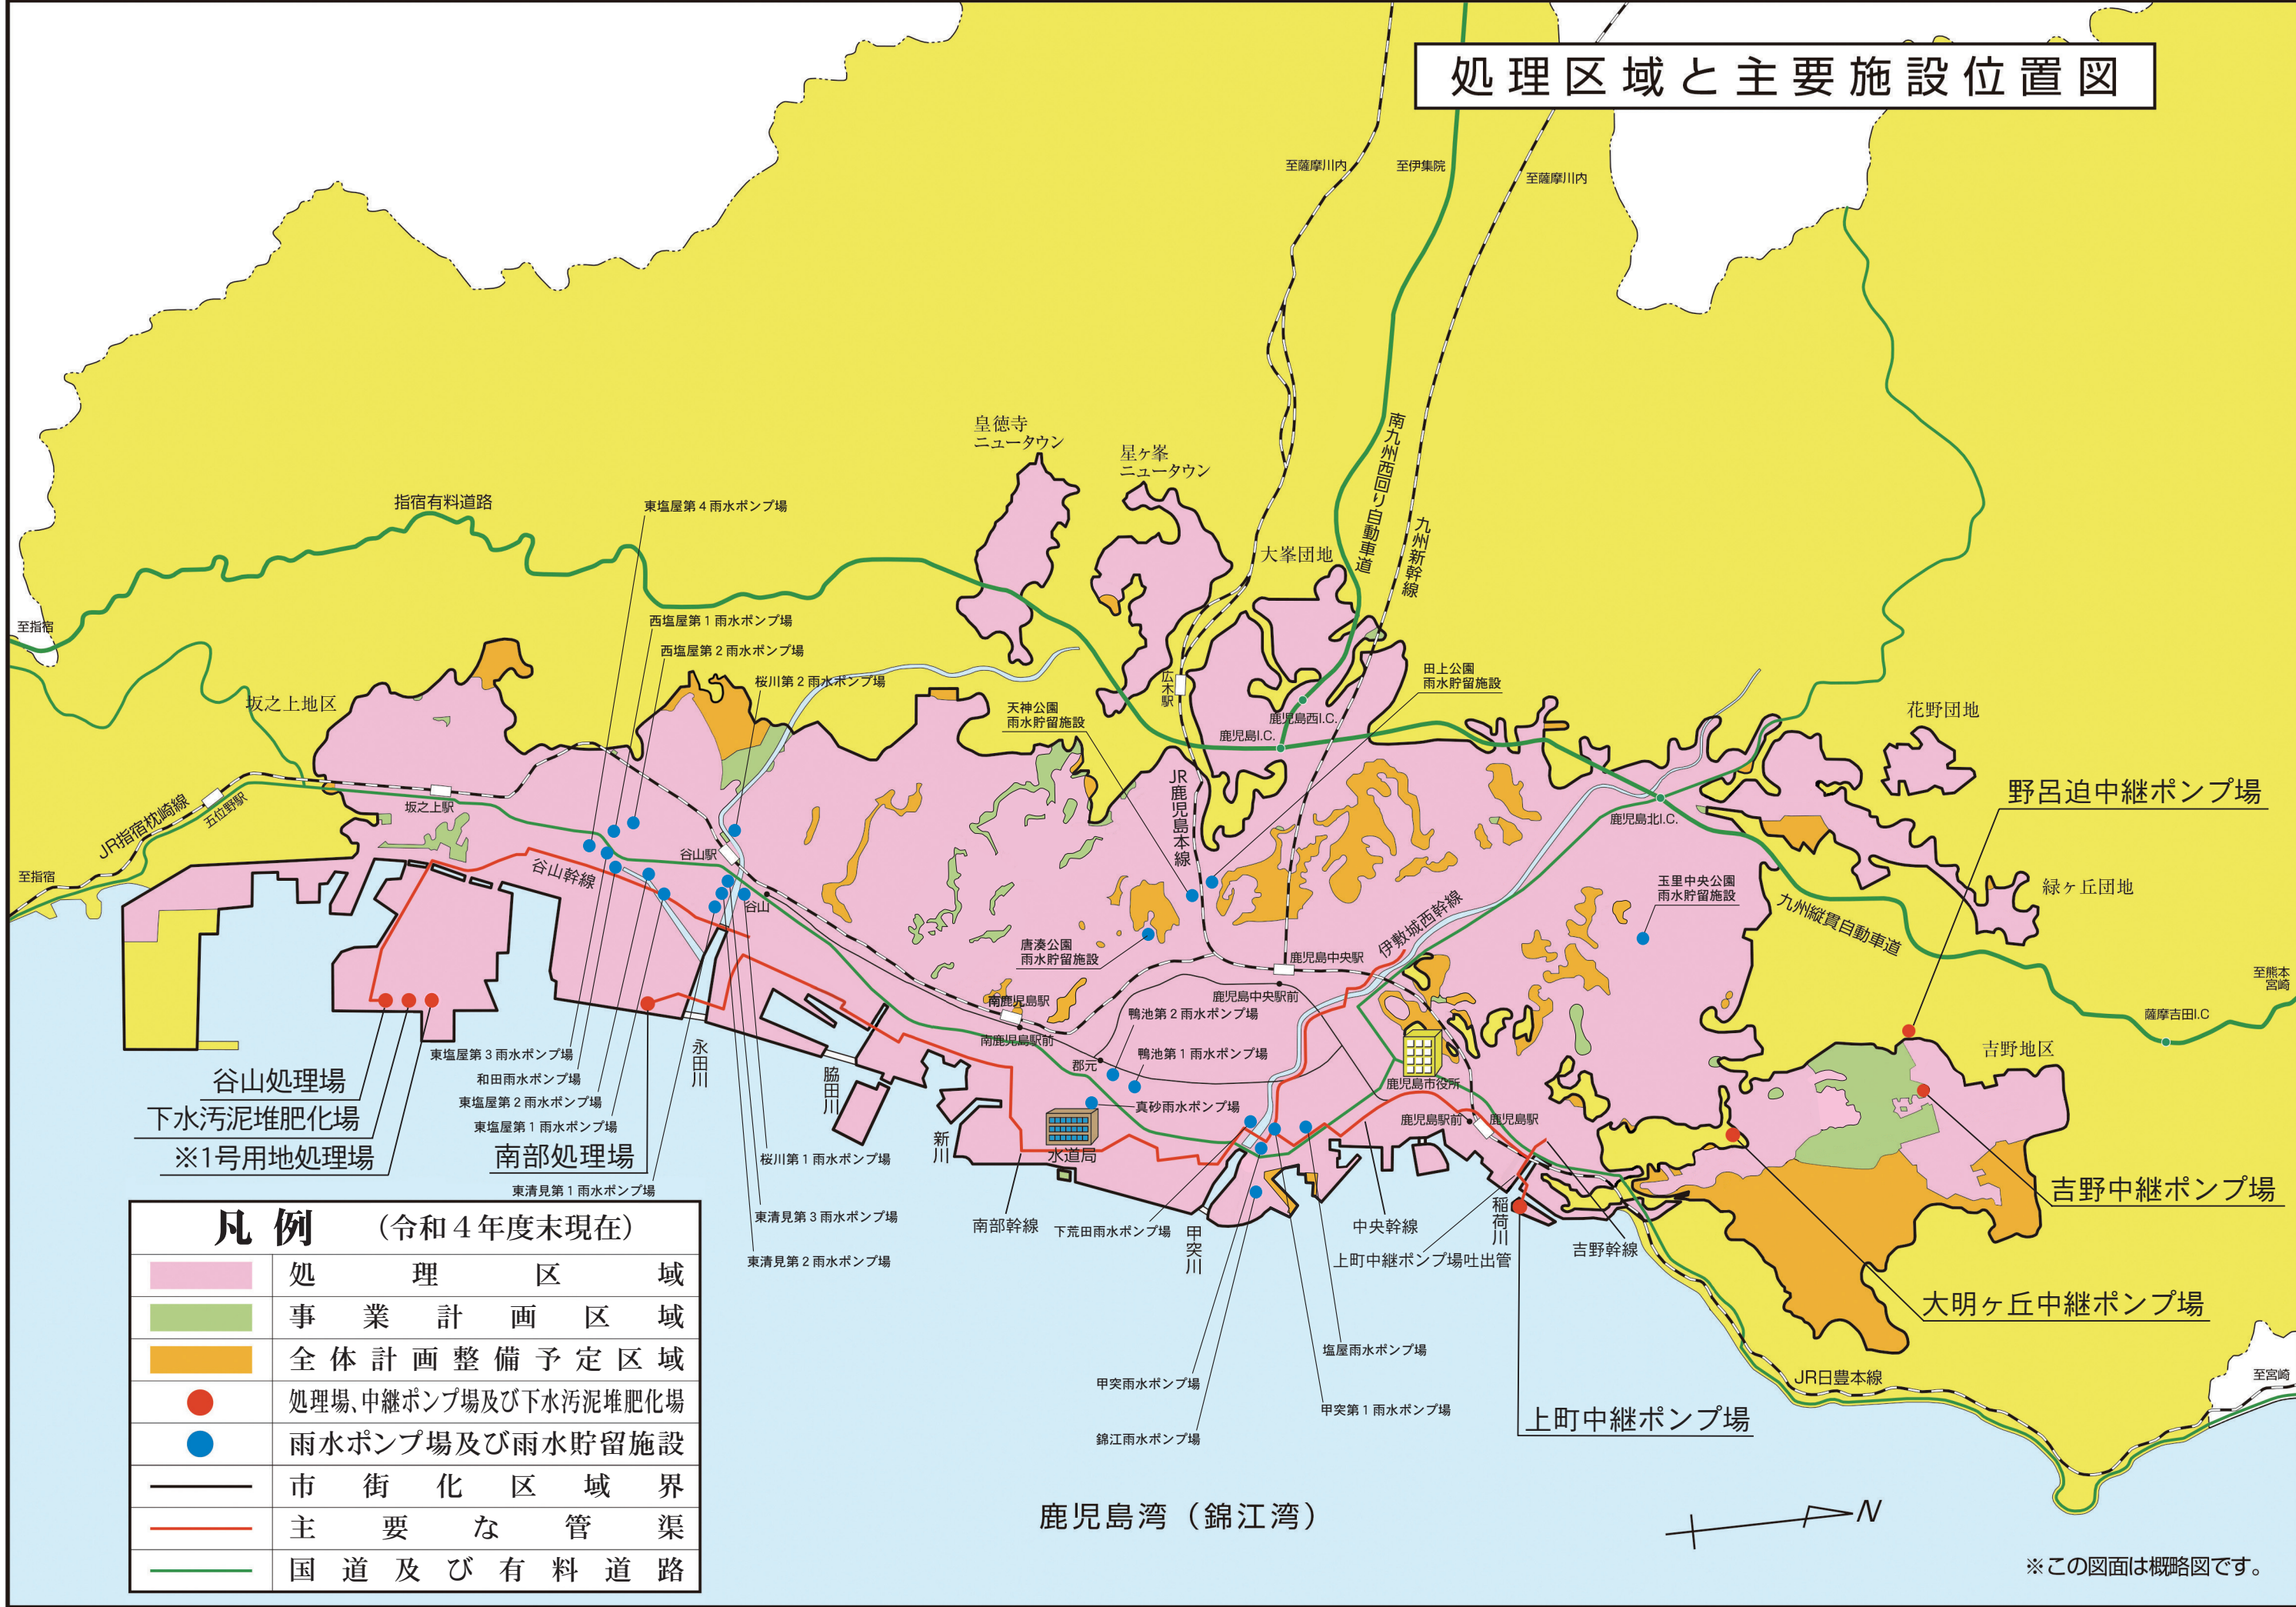 処理区域と主要施設位置図
至薩摩川内
至伊集院
至薩摩川内
皇徳寺
ニュータウン
星ヶ峯
ニュータウン
大峯団地
南九州西回り自動車道
九州新幹線
指宿有料道路
東塩屋第4雨水ポンプ場
西塩屋第1雨水ポンプ場
西塩屋第2雨水ポンプ場
桜川第2雨水ポンプ場
至指宿
坂之上地区
天神公園
雨水貯留施設
広木駅
田上公園
雨水貯留施設
鹿児島西I.C.
鹿児島I.C.
花野団地
野呂迫中継ポンプ場
JR鹿児島本線
鹿児島北I.C.
坂之上駅
五位野駅
JR指宿枕崎線
至指宿
谷山幹線
谷山駅
谷山
玉里中央公園
雨水貯留施設
緑ヶ丘団地
九州縦貫自動車道
伊敷城西幹線
唐湊公園
雨水貯留施設
鹿児島中央駅
鹿児島中央駅前
至熊本
宮崎
薩摩吉田I.C
南鹿児島駅
南鹿児島駅前
鴨池第2雨水ポンプ場
鴨池第1雨水ポンプ場
郡元
真砂雨水ポンプ場
鹿児島市役所
吉野地区
鹿児島駅前
鹿児島駅
谷山処理場
下水汚泥堆肥化場
※1号用地処理場
東塩屋第3雨水ポンプ場
和田雨水ポンプ場
東塩屋第2雨水ポンプ場
東塩屋第1雨水ポンプ場
南部処理場
東清見第1雨水ポンプ場
永田川
脇田川
新川
水道局
桜川第1雨水ポンプ場
東清見第3雨水ポンプ場
東清見第2雨水ポンプ場
南部幹線
下荒田雨水ポンプ場
甲突川
中央幹線
上町中継ポンプ場吐出管
稲荷川
吉野幹線
吉野中継ポンプ場
大明ヶ丘中継ポンプ場
塩屋雨水ポンプ場
甲突雨水ポンプ場
甲突第1雨水ポンプ場
錦江雨水ポンプ場
上町中継ポンプ場
JR日豊本線
至宮崎
凡例 (令和4年度末現在)
処理区域
事業計画区域
全体計画整備予定区域
処理場、中継ポンプ場及び下水汚泥堆肥化場
雨水ポンプ場及び雨水貯留施設
市街化区域界
主要な管渠
国道及び有料道路
鹿児島湾(錦江湾)
N
※この図面は概略図です。